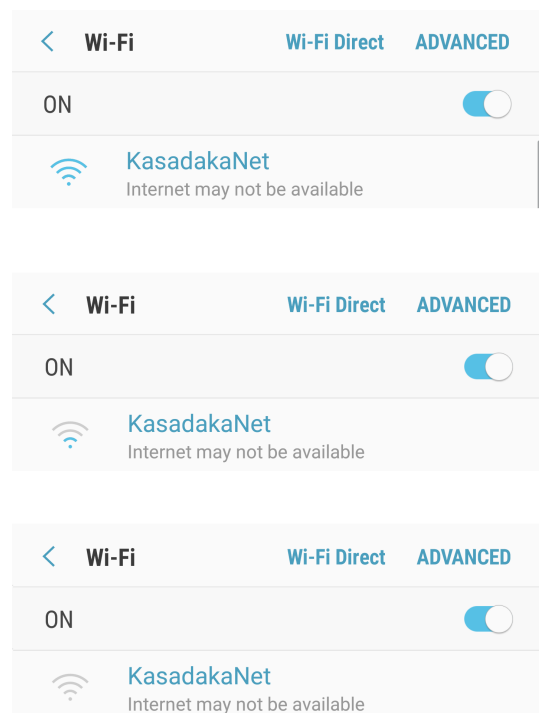 Wi-Fi Wi-Fi Direct ADVANCED
ON
KasadakaNet
Internet may not be available
Wi-Fi Wi-Fi Direct ADVANCED
ON
KasadakaNet
Internet may not be available
Wi-Fi Wi-Fi Direct ADVANCED
ON
KasadakaNet
Internet may not be available